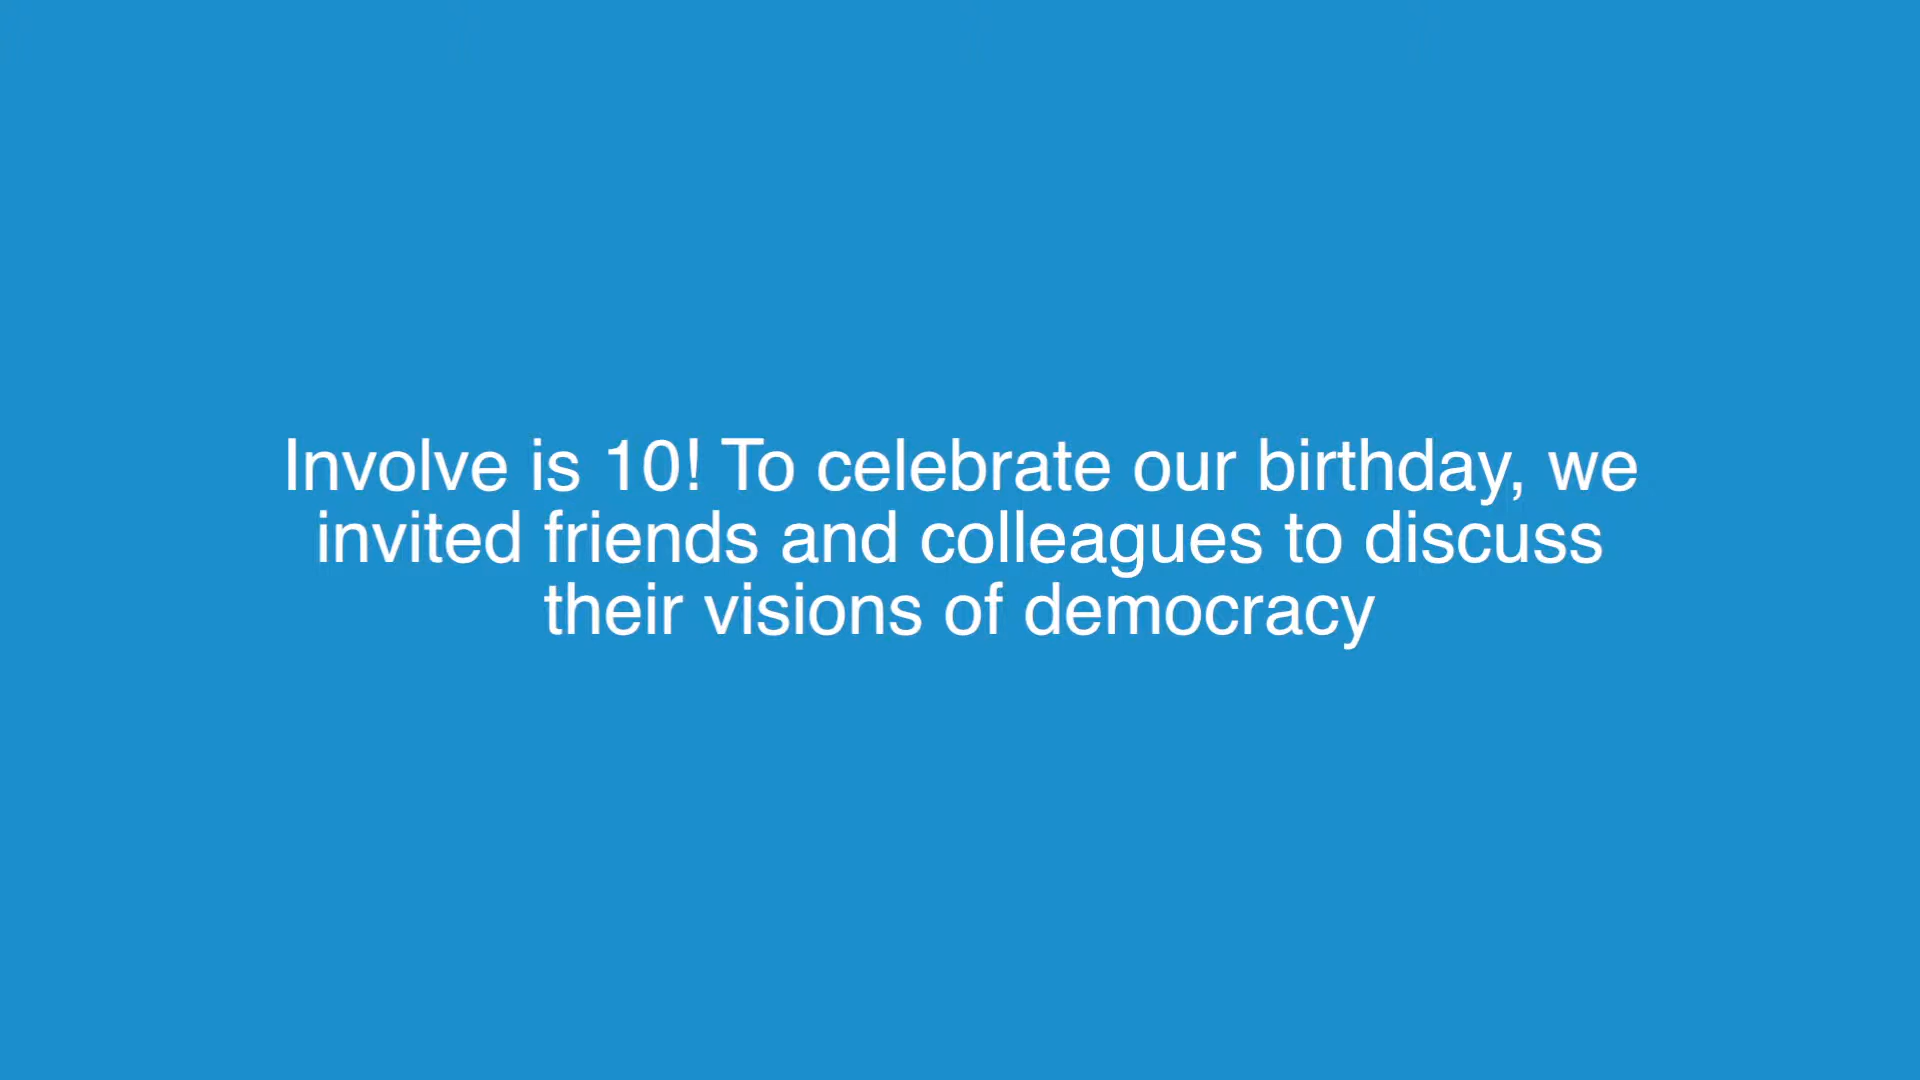 Involve is 10! To celebrate our birthday, we
invited friends and colleagues to discuss
their visions of democracy